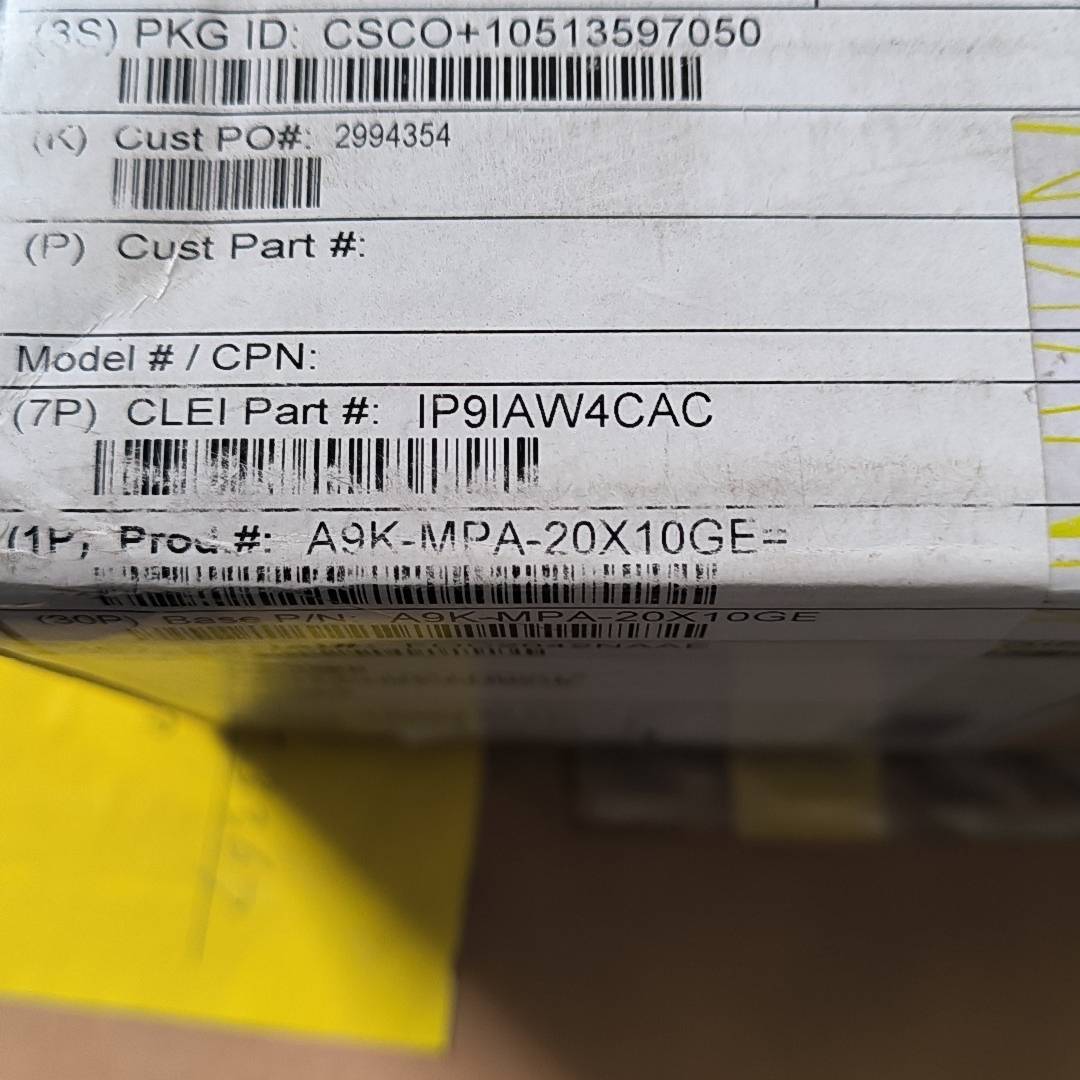 (3S) PKG ID: CSCO+10513597050
(K) Cust PO#: 2994354
(P) Cust Part #:
Model # / CPN:
(7P) CLEI Part #: IP9IAW4CAC
(1P) Prod.#: A9K-MPA-20X10GE=
(30P) Base P/N: A9K-MPA-20X10GE